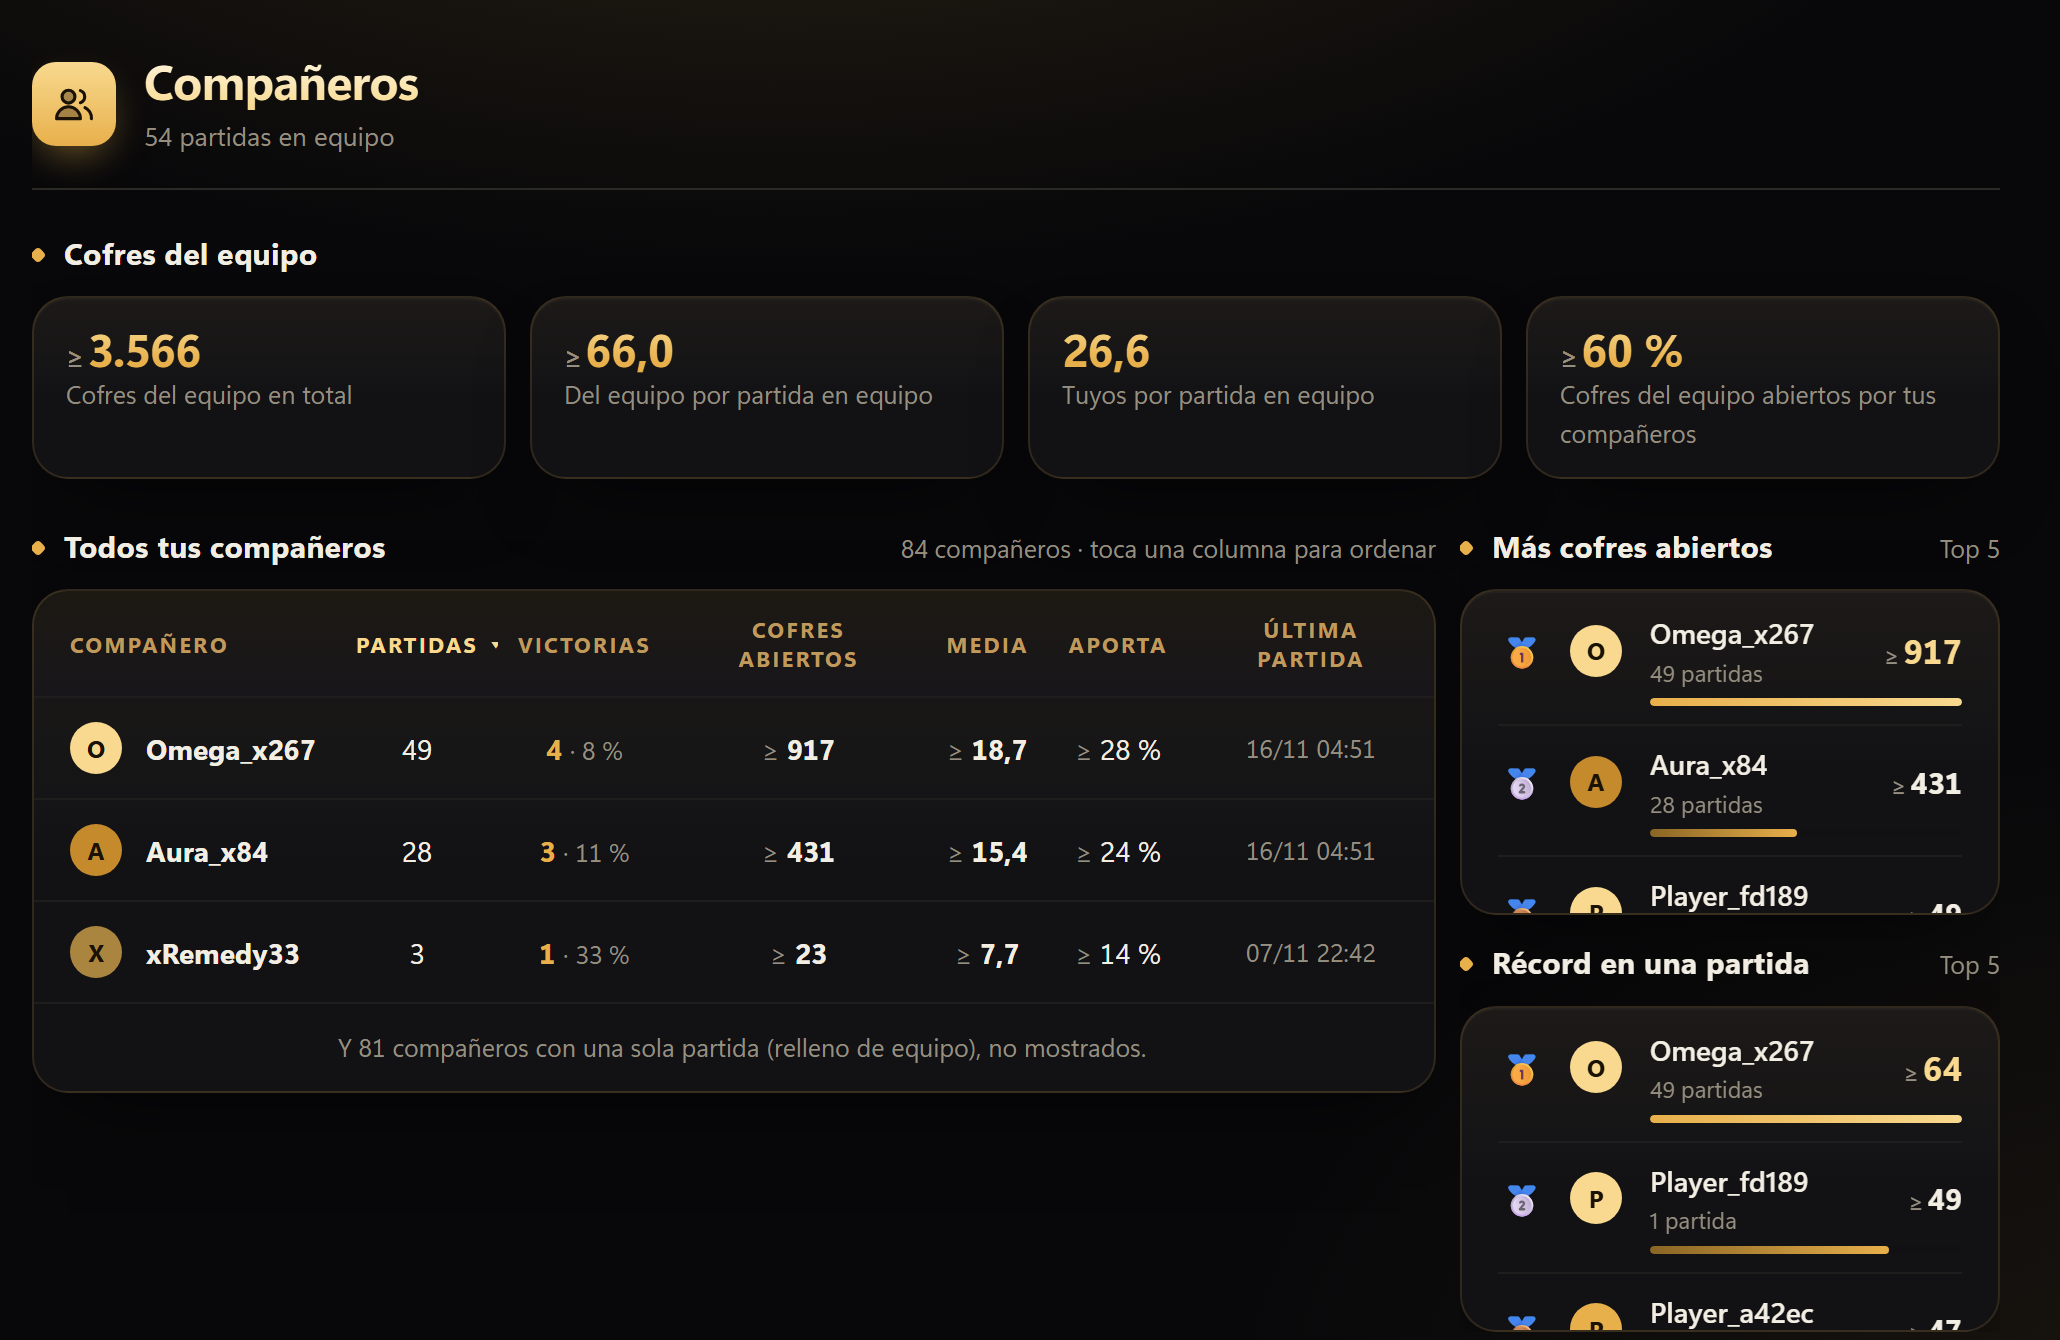 Compañeros
54 partidas en equipo
Cofres del equipo
≥ 3.566
Cofres del equipo en total
≥ 66,0
Del equipo por partida en equipo
26,6
Tuyos por partida en equipo
≥ 60 %
Cofres del equipo abiertos por tus
compañeros
Todos tus compañeros
84 compañeros · toca una columna para ordenar
COMPAÑERO PARTIDAS ▼ VICTORIAS COFRES ABIERTOS MEDIA APORTA ÚLTIMA PARTIDA
O Omega_x267 49 4 · 8 % ≥ 917 ≥ 18,7 ≥ 28 % 16/11 04:51
A Aura_x84 28 3 · 11 % ≥ 431 ≥ 15,4 ≥ 24 % 16/11 04:51
X xRemedy33 3 1 · 33 % ≥ 23 ≥ 7,7 ≥ 14 % 07/11 22:42
Y 81 compañeros con una sola partida (relleno de equipo), no mostrados.
Más cofres abiertos Top 5
1 O Omega_x267 ≥ 917
49 partidas
2 A Aura_x84 ≥ 431
28 partidas
P Player_fd189 ≥ 49
Récord en una partida Top 5
1 O Omega_x267 ≥ 64
49 partidas
2 P Player_fd189 ≥ 49
1 partida
P Player_a42ec ≥ 47